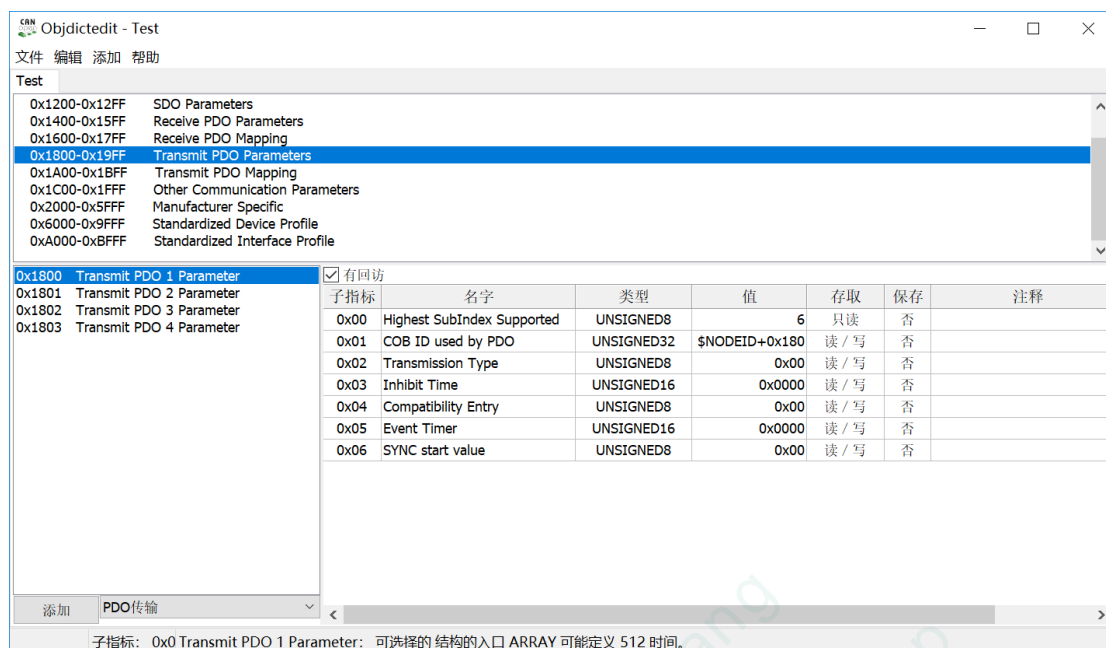 CAN
open
Objdictedit - Test
文件 编辑 添加 帮助
Test
0x1200-0x12FF SDO Parameters
0x1400-0x15FF Receive PDO Parameters
0x1600-0x17FF Receive PDO Mapping
0x1800-0x19FF Transmit PDO Parameters
0x1A00-0x1BFF Transmit PDO Mapping
0x1C00-0x1FFF Other Communication Parameters
0x2000-0x5FFF Manufacturer Specific
0x6000-0x9FFF Standardized Device Profile
0xA000-0xBFFF Standardized Interface Profile
0x1800 Transmit PDO 1 Parameter
0x1801 Transmit PDO 2 Parameter
0x1802 Transmit PDO 3 Parameter
0x1803 Transmit PDO 4 Parameter
添加 PDO传输
有回访
子指标 名字 类型 值 存取 保存 注释
0x00 Highest SubIndex Supported UNSIGNED8 6 只读 否
0x01 COB ID used by PDO UNSIGNED32 $NODEID+0x180 读 / 写 否
0x02 Transmission Type UNSIGNED8 0x00 读 / 写 否
0x03 Inhibit Time UNSIGNED16 0x0000 读 / 写 否
0x04 Compatibility Entry UNSIGNED8 0x00 读 / 写 否
0x05 Event Timer UNSIGNED16 0x0000 读 / 写 否
0x06 SYNC start value UNSIGNED8 0x00 读 / 写 否
子指标： 0x0 Transmit PDO 1 Parameter： 可选择的 结构的入口 ARRAY 可能定义 512 时间。